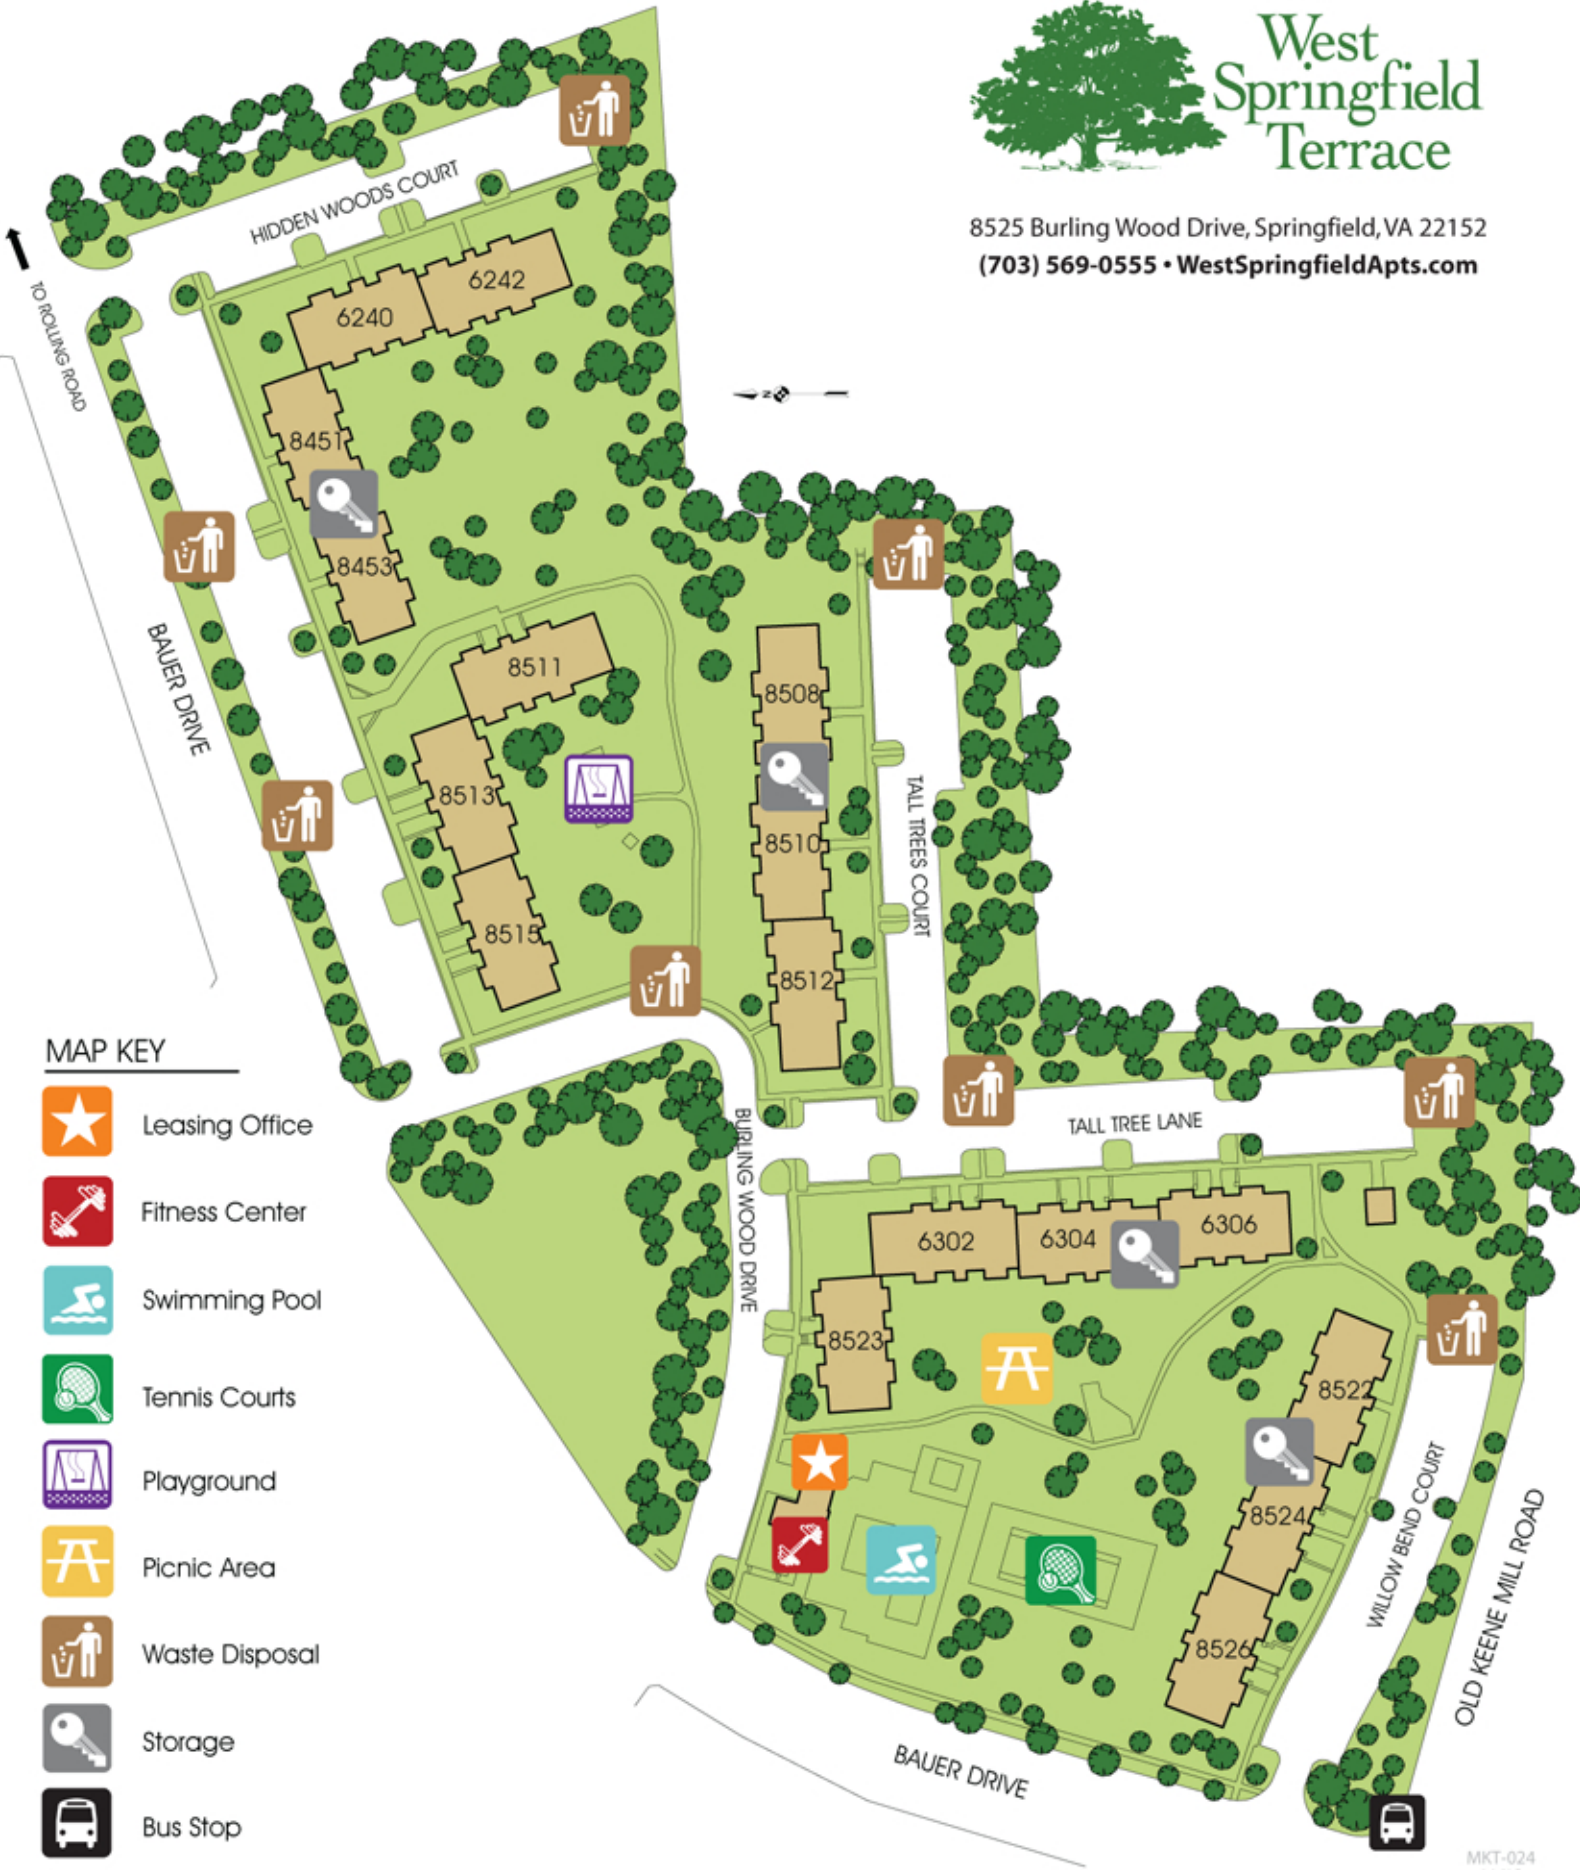 West
Springfield
Terrace
8525 Burling Wood Drive, Springfield, VA 22152
(703) 569-0555 • WestSpringfieldApts.com
HIDDEN WOODS COURT
TO ROLLING ROAD
6242
6240
N
8451
8453
BAUER DRIVE
8511
8508
8513
8510
TALL TREES COURT
8515
8512
MAP KEY
Leasing Office
Fitness Center
Swimming Pool
Tennis Courts
Playground
Picnic Area
Waste Disposal
Storage
Bus Stop
BURLING WOOD DRIVE
TALL TREE LANE
6302
6304
6306
8523
8522
8524
8526
WILLOW BEND COURT
OLD KEENE MILL ROAD
BAUER DRIVE
MKT-024